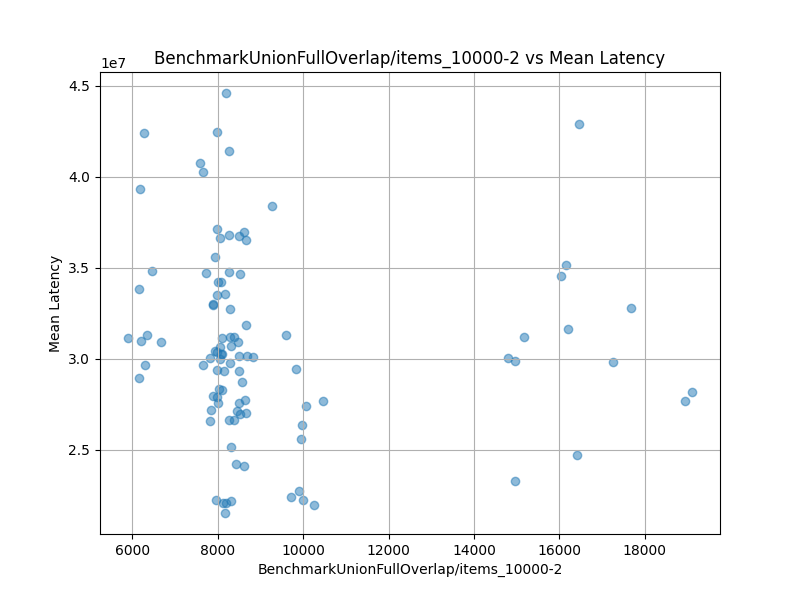 BenchmarkUnionFullOverlap/items_10000-2 vs Mean Latency
1e7
4.5
4.0
3.5
3.0
2.5
Mean Latency
6000 8000 10000 12000 14000 16000 18000
BenchmarkUnionFullOverlap/items_10000-2